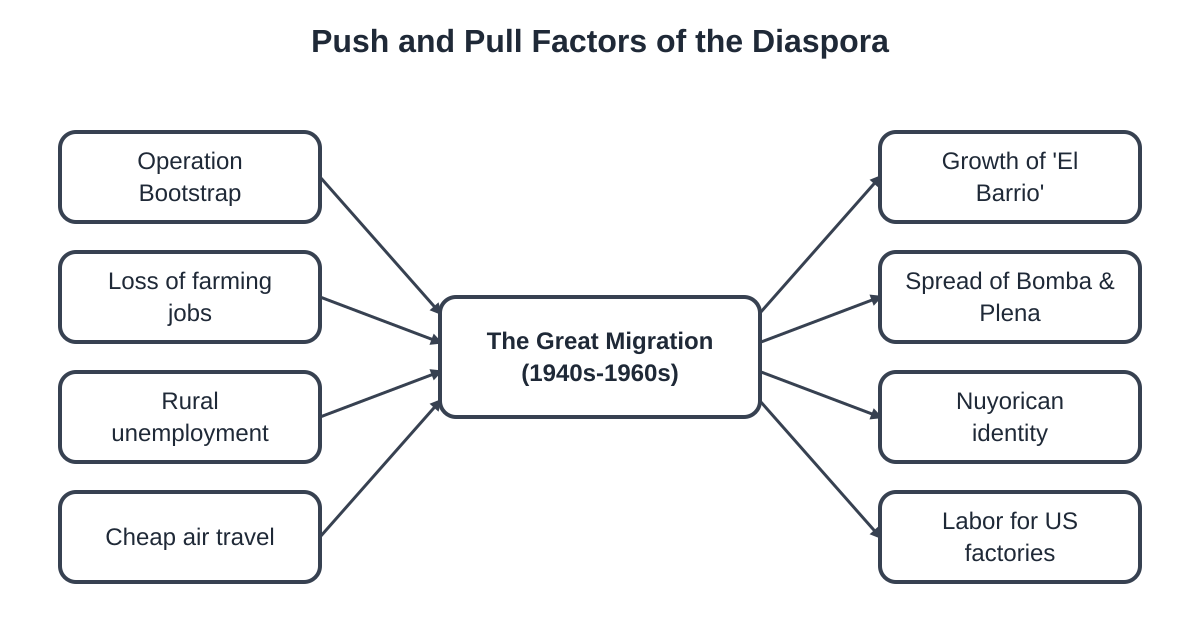 Push and Pull Factors of the Diaspora
Operation
Bootstrap
Loss of farming
jobs
Rural
unemployment
Cheap air travel
The Great Migration
(1940s-1960s)
Growth of 'El
Barrio'
Spread of Bomba &
Plena
Nuyorican
identity
Labor for US
factories